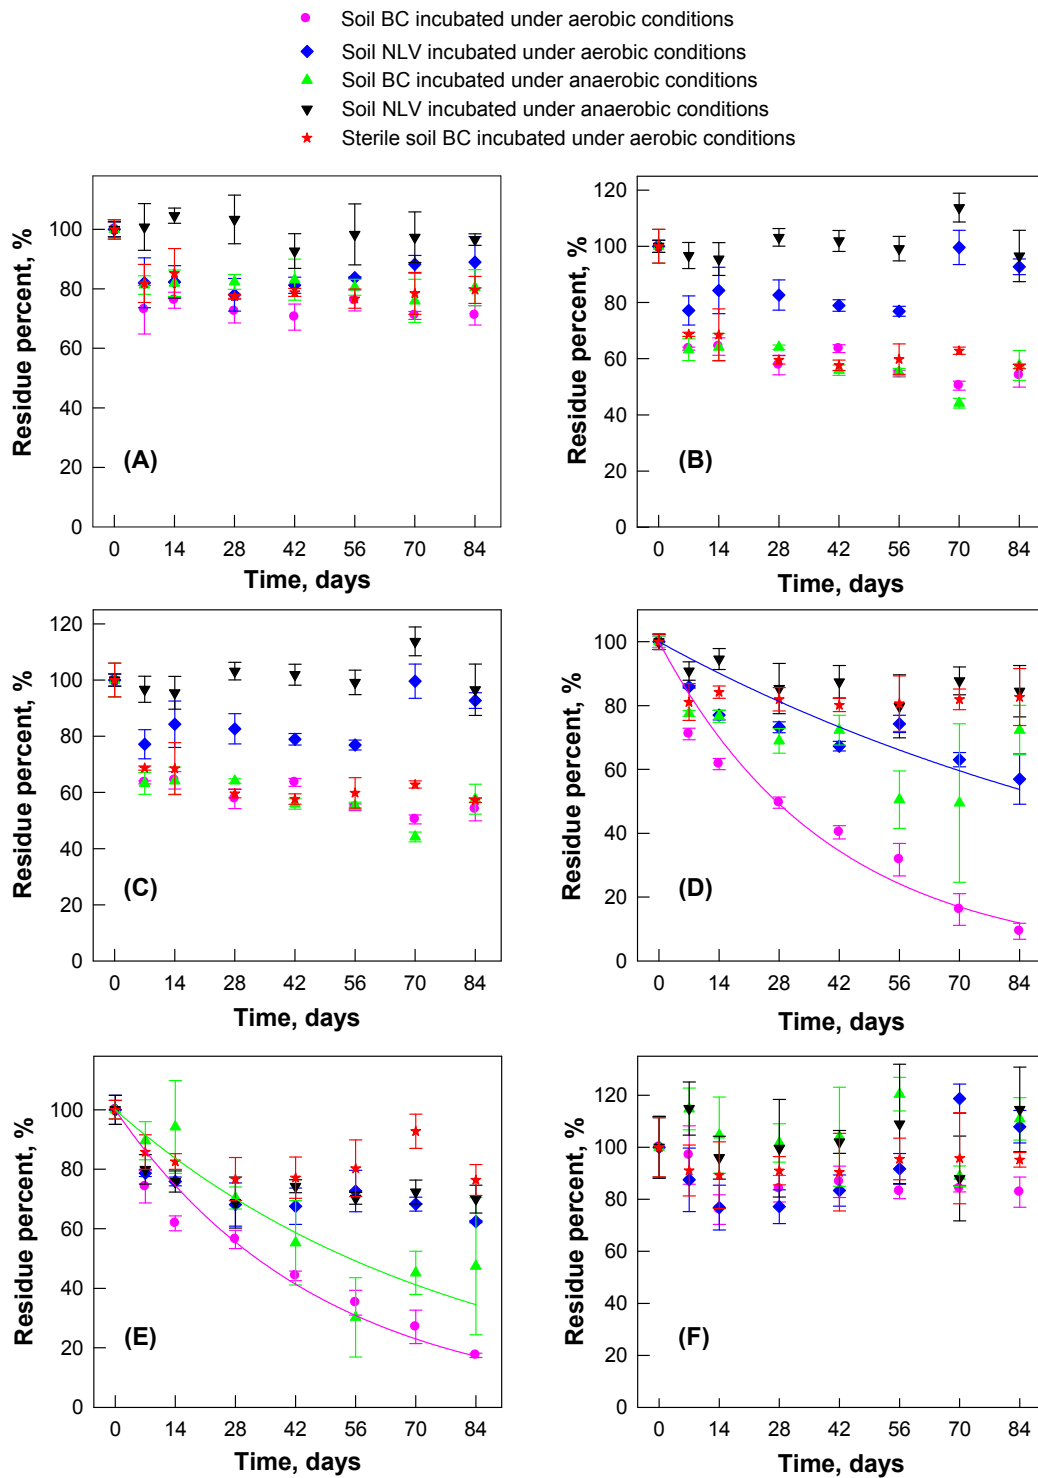 Soil BC incubated under aerobic conditions
Soil NLV incubated under aerobic conditions
Soil BC incubated under anaerobic conditions
Soil NLV incubated under anaerobic conditions
Sterile soil BC incubated under aerobic conditions
Residue percent, %
100
80
60
40
20
0
(A)
0 14 28 42 56 70 84
Time, days
Residue percent, %
120
100
80
60
40
20
0
(B)
0 14 28 42 56 70 84
Time, days
Residue percent, %
120
100
80
60
40
20
0
(C)
0 14 28 42 56 70 84
Time, days
Residue percent, %
100
80
60
40
20
0
(D)
0 14 28 42 56 70 84
Time, days
Residue percent, %
100
80
60
40
20
0
(E)
0 14 28 42 56 70 84
Time, days
Residue percent, %
120
100
80
60
40
20
0
(F)
0 14 28 42 56 70 84
Time, days